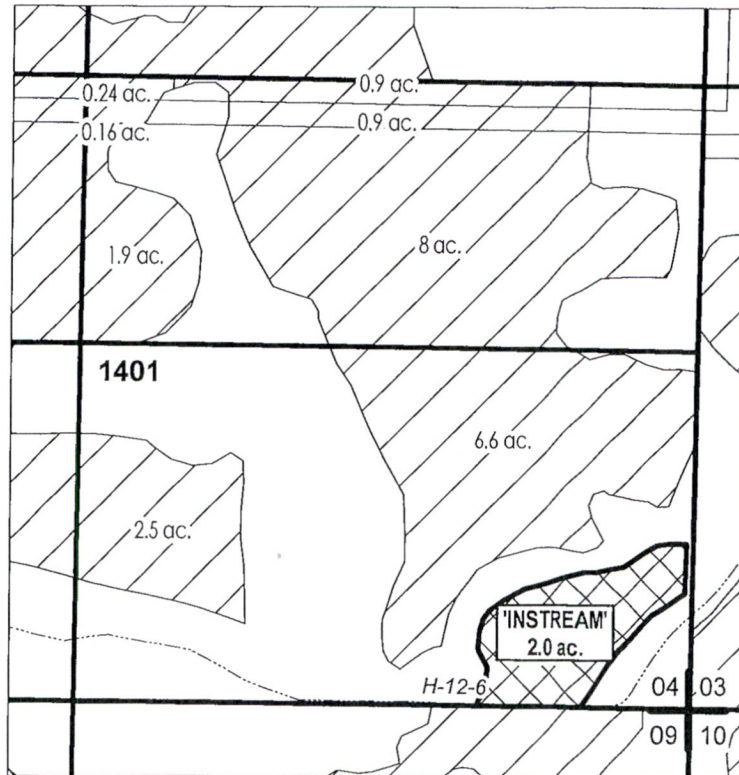 0.24 ac.
0.9 ac.
0.16 ac.
0.9 ac.
1.9 ac.
8 ac.
1401
6.6 ac.
2.5 ac.
'INSTREAM'
2.0 ac.
H-12-6
04 03
09 10